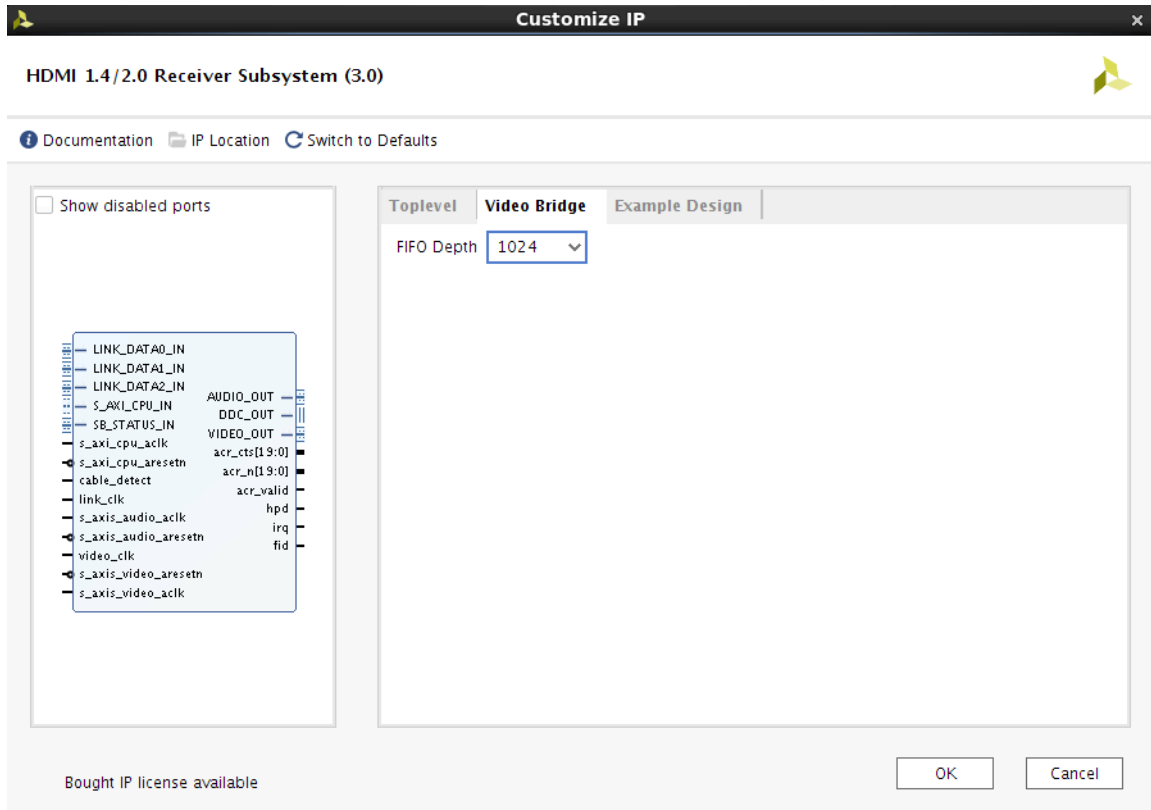 Customize IP
HDMI 1.4/2.0 Receiver Subsystem (3.0)
Documentation IP Location Switch to Defaults
Show disabled ports
LINK_DATA0_IN
LINK_DATA1_IN
LINK_DATA2_IN
S_AXI_CPU_IN
SB_STATUS_IN
s_axi_cpu_aclk
s_axi_cpu_aresetn
cable_detect
link_clk
s_axis_audio_aclk
s_axis_audio_aresetn
video_clk
s_axis_video_aresetn
s_axis_video_aclk
AUDIO_OUT
DDC_OUT
VIDEO_OUT
acr_cts[19:0]
acr_n[19:0]
acr_valid
hpd
irq
fid
Toplevel Video Bridge Example Design
FIFO Depth 1024
Bought IP license available
OK Cancel